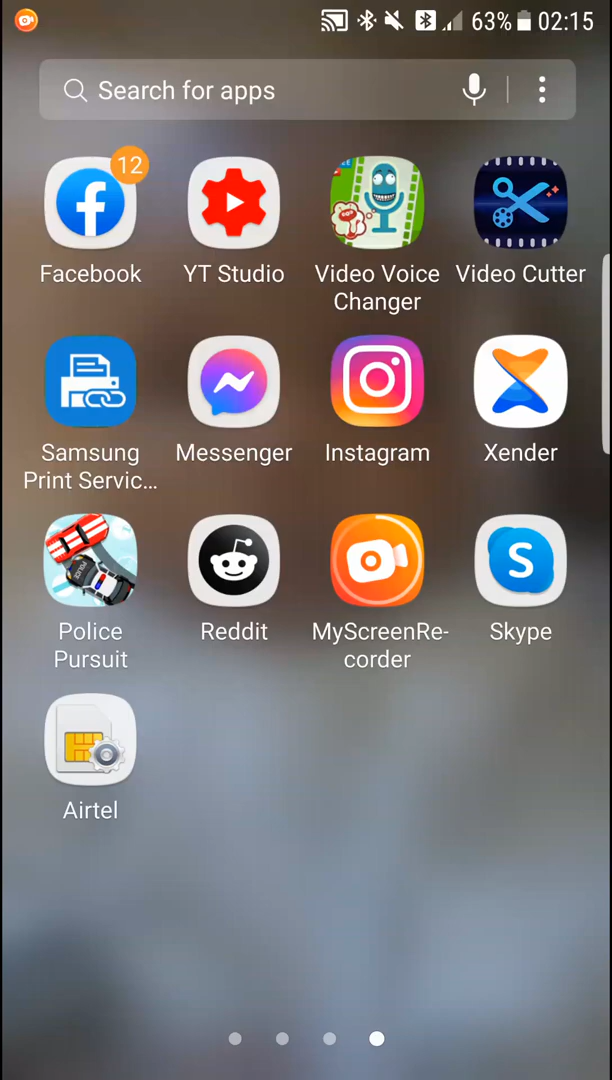 63% 02:15
Search for apps
12
Facebook
YT Studio
Video Voice
Changer
Video Cutter
Samsung
Print Servic...
Messenger
Instagram
Xender
Police
Pursuit
Reddit
MyScreenRe-
corder
S
Skype
Airtel